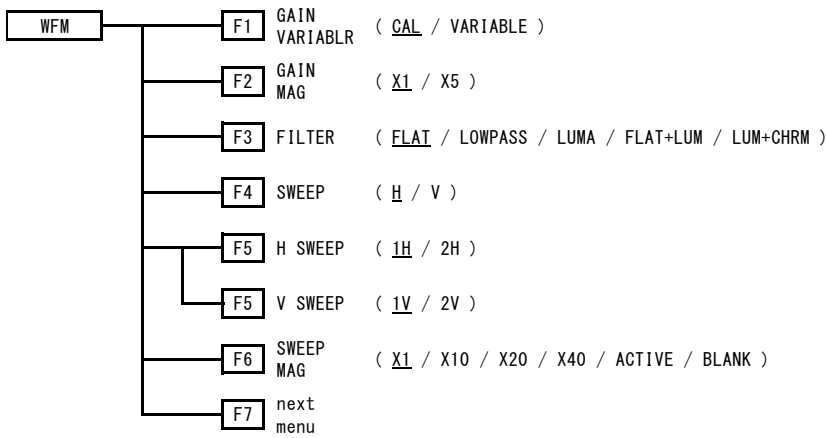 WFM
F1 GAIN VARIABLR ( CAL / VARIABLE )
F2 GAIN MAG ( X1 / X5 )
F3 FILTER ( FLAT / LOWPASS / LUMA / FLAT+LUM / LUM+CHRM )
F4 SWEEP ( H / V )
F5 H SWEEP ( 1H / 2H )
F5 V SWEEP ( 1V / 2V )
F6 SWEEP MAG ( X1 / X10 / X20 / X40 / ACTIVE / BLANK )
F7 next menu